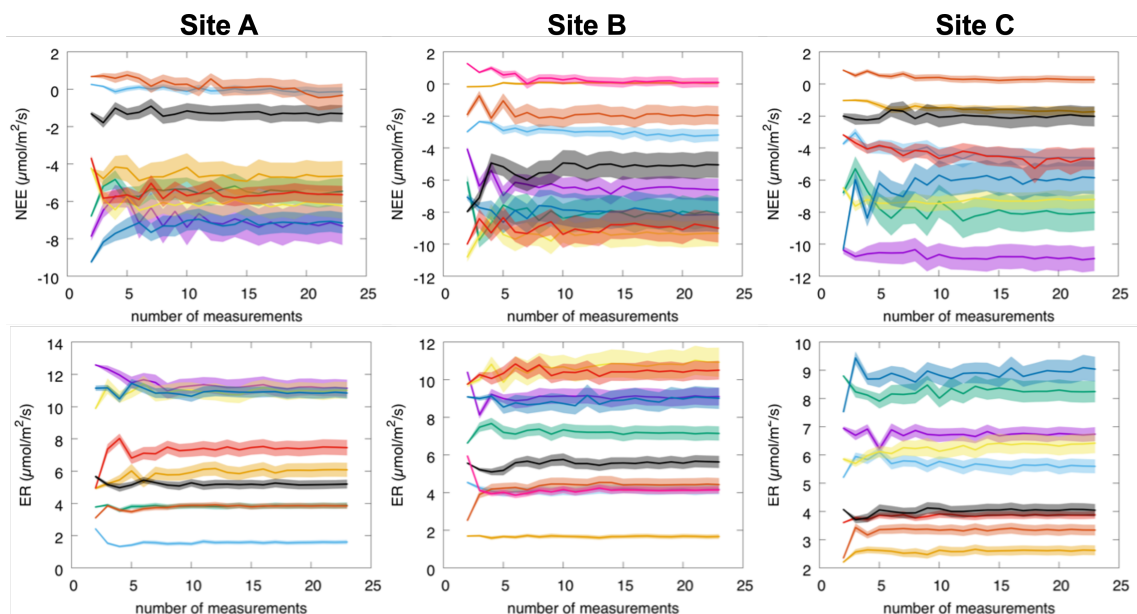 Site A Site B Site C
NEE (µmol/m²/s) NEE (µmol/m²/s) NEE (µmol/m²/s)
2 2 2
0 0 0
-2 -2 -2
-4 -4 -4
-6 -6 -6
-8 -8 -8
-10 -10 -10
-12 -12
0 5 10 15 20 25 0 5 10 15 20 25 0 5 10 15 20 25
number of measurements number of measurements number of measurements
ER (µmol/m²/s) ER (µmol/m²/s) ER (µmol/m²/s)
14 12 10
12 10 9
10 8 8
8 6 7
6 4 6
4 2 5
2 0 4
0 3
2
0 5 10 15 20 25 0 5 10 15 20 25 0 5 10 15 20 25
number of measurements number of measurements number of measurements